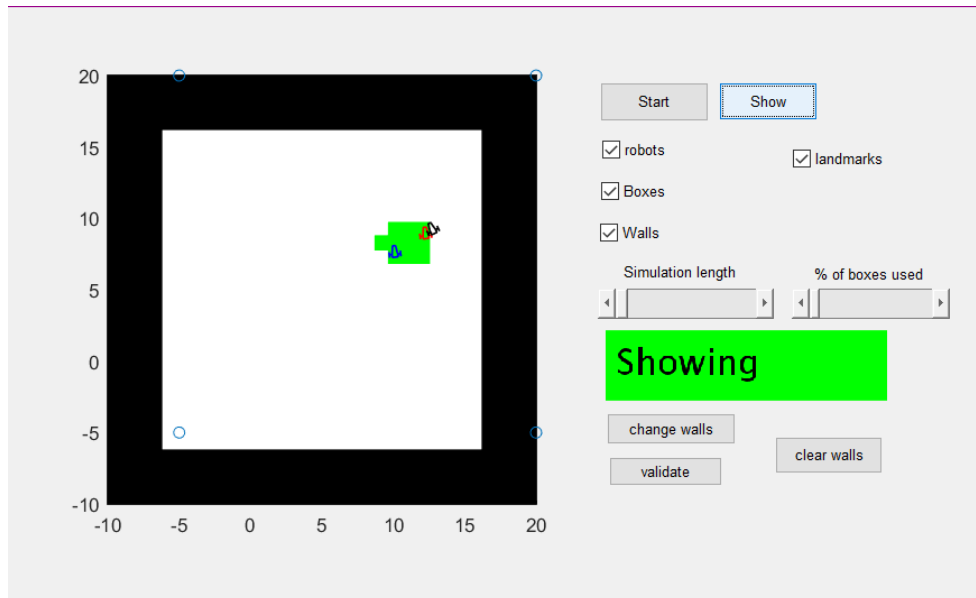 20
15
10
5
0
-5
-10
-10 -5 0 5 10 15 20
Start Show
robots landmarks
Boxes
Walls
Simulation length % of boxes used
Showing
change walls
clear walls
validate